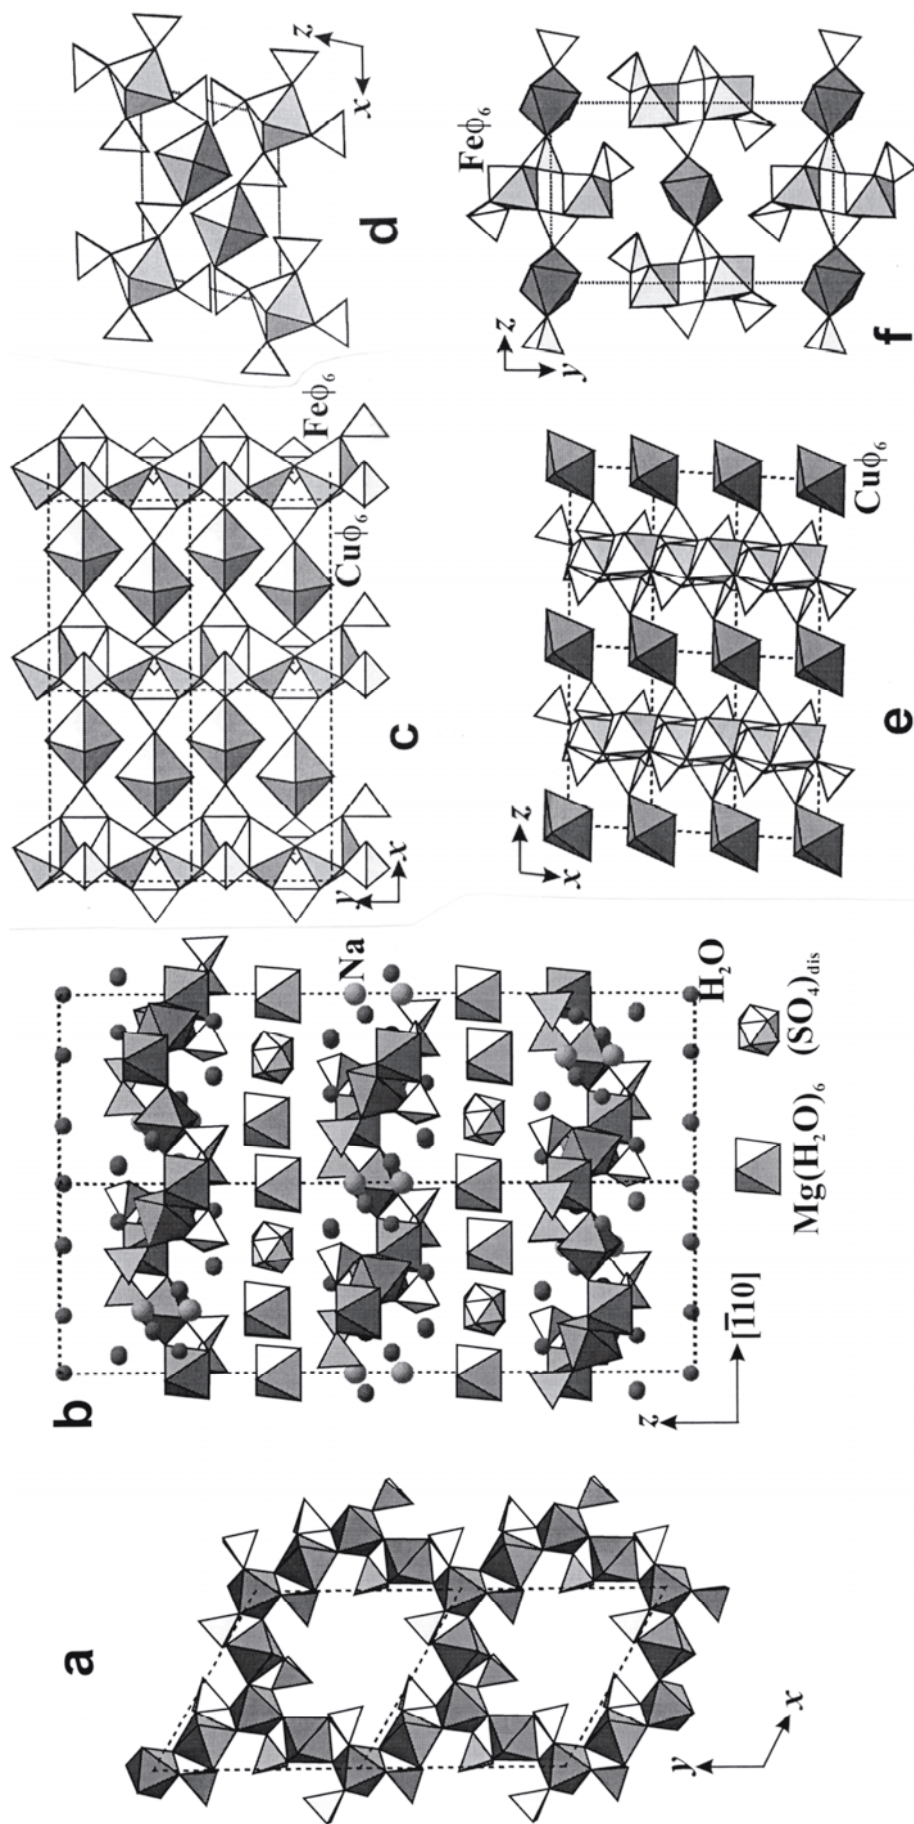 a
y
x
b
z
[1̄10]
Na
H₂O
Mg(H₂O)₆
(SO₄)dis
c
y
x
Cuϕ₆
Feϕ₆
d
z
x
e
x
z
Cuϕ₆
f
y
z
Feϕ₆